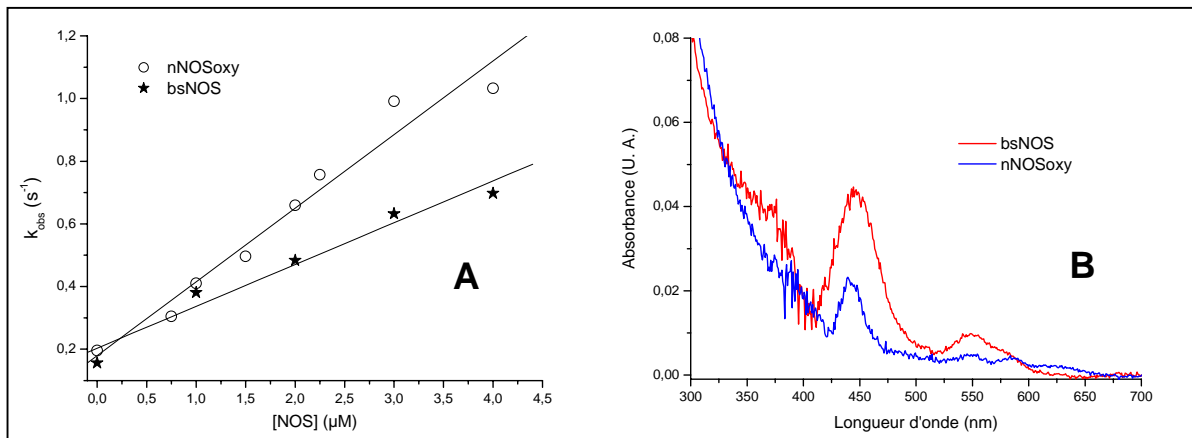 1,2
1,0
0,8
0,6
0,4
0,2
k obs (s-1)
nNOSoxy
bsNOS
A
0,0 0,5 1,0 1,5 2,0 2,5 3,0 3,5 4,0 4,5
[NOS] (µM)
0,08
0,06
0,04
0,02
0,00
Absorbance (U. A.)
bsNOS
nNOSoxy
B
300 350 400 450 500 550 600 650 700
Longueur d'onde (nm)